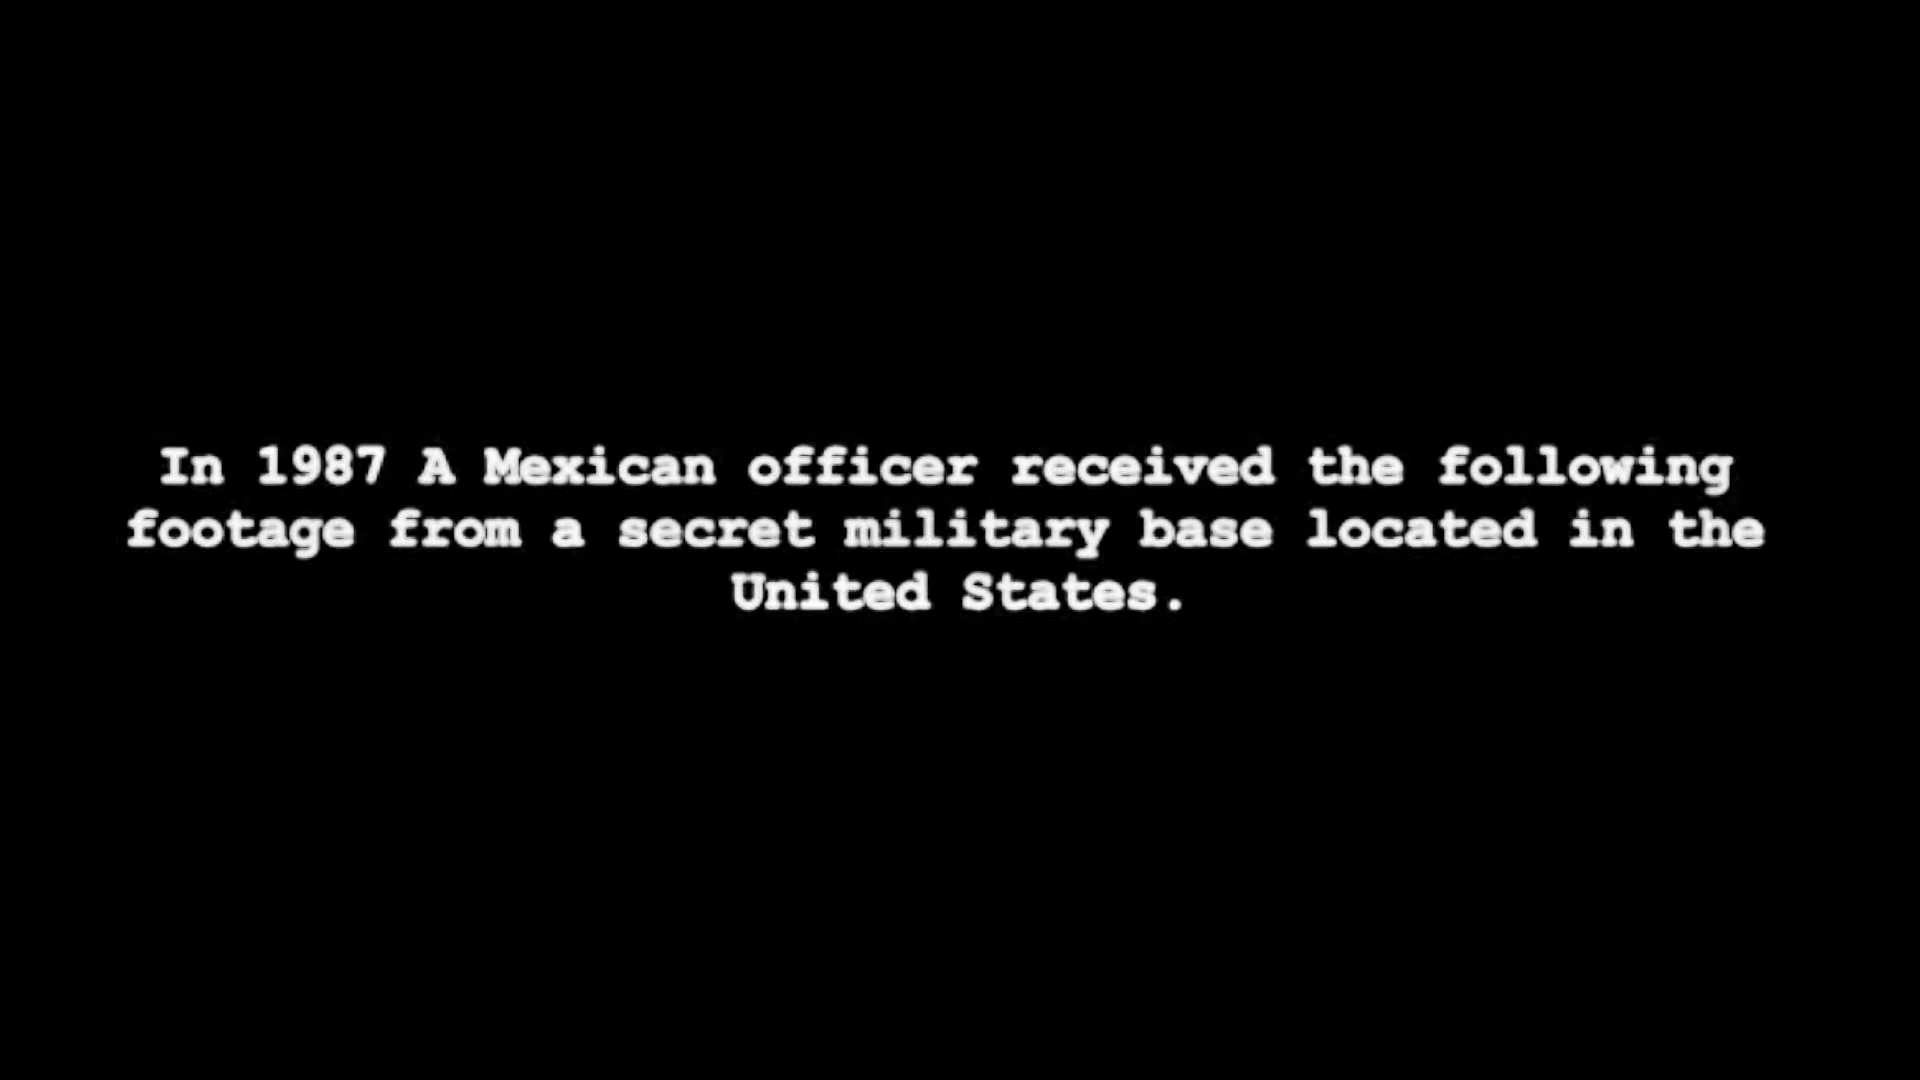 In 1987 A Mexican officer received the following
footage from a secret military base located in the
United States.